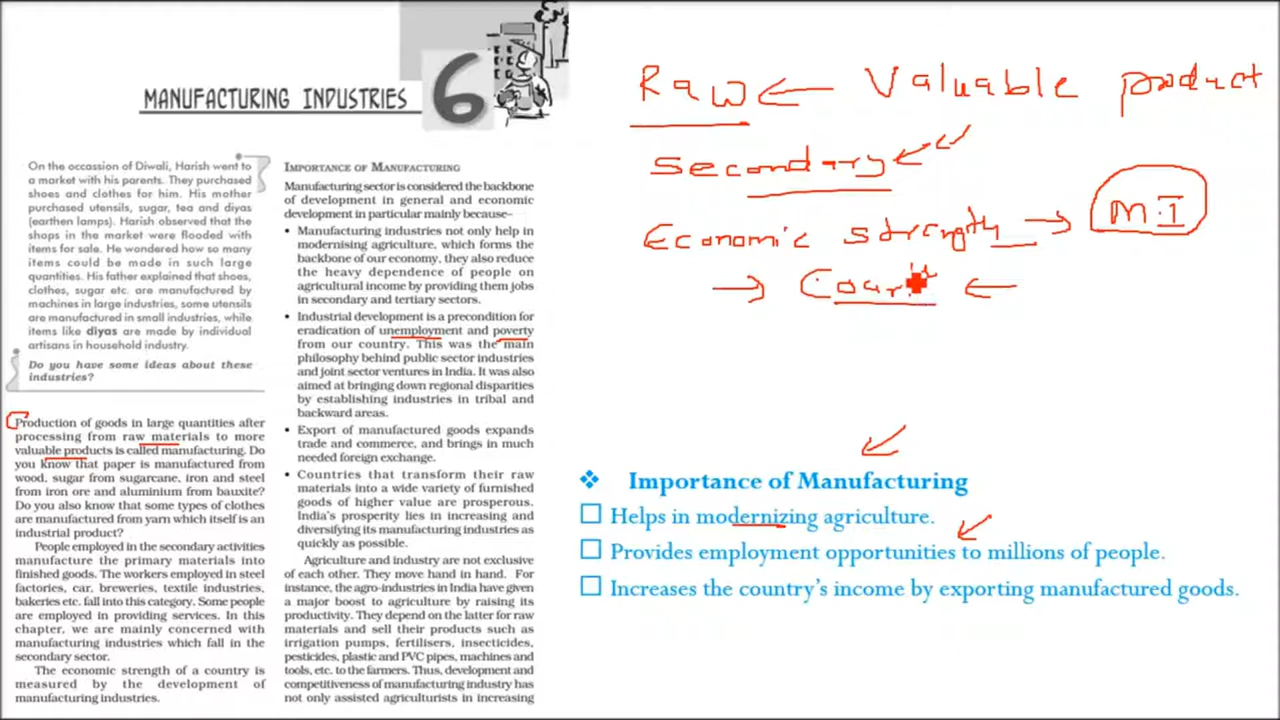 MANUFACTURING INDUSTRIES 6
On the occassion of Diwali, Harish went to
a market with his parents. They purchased
shoes and clothes for him. His mother
purchased utensils, sugar, tea and diyas
(earthen lamps). Harish observed that the
shops in the market were flooded with
items for sale. He wondered how so many
items could be made in such large
quantities. His father explained that shoes,
clothes, sugar etc. are manufactured by
machines in large industries, some utensils
are manufactured in small industries, while
items like diyas are made by individual
artisans in household industry.
Do you have some ideas about these
industries?
Production of goods in large quantities after
processing from raw materials to more
valuable products is called manufacturing. Do
you know that paper is manufactured from
wood, sugar from sugarcane, iron and steel
from iron ore and aluminium from bauxite?
Do you also know that some types of clothes
are manufactured from yarn which itself is an
industrial product?
People employed in the secondary activities
manufacture the primary materials into
finished goods. The workers employed in steel
factories, car, breweries, textile industries,
bakeries etc. fall into this category. Some people
are employed in providing services. In this
chapter, we are mainly concerned with
manufacturing industries which fall in the
secondary sector.
The economic strength of a country is
measured by the development of
manufacturing industries.
IMPORTANCE OF MANUFACTURING
Manufacturing sector is considered the backbone
of development in general and economic
development in particular mainly because–
• Manufacturing industries not only help in
modernising agriculture, which forms the
backbone of our economy, they also reduce
the heavy dependence of people on
agricultural income by providing them jobs
in secondary and tertiary sectors.
• Industrial development is a precondition for
eradication of unemployment and poverty
from our country. This was the main
philosophy behind public sector industries
and joint sector ventures in India. It was also
aimed at bringing down regional disparities
by establishing industries in tribal and
backward areas.
• Export of manufactured goods expands
trade and commerce, and brings in much
needed foreign exchange.
• Countries that transform their raw
materials into a wide variety of furnished
goods of higher value are prosperous.
India's prosperity lies in increasing and
diversifying its manufacturing industries as
quickly as possible.
Agriculture and industry are not exclusive
of each other. They move hand in hand. For
instance, the agro-industries in India have given
a major boost to agriculture by raising its
productivity. They depend on the latter for raw
materials and sell their products such as
irrigation pumps, fertilisers, insecticides,
pesticides, plastic and PVC pipes, machines and
tools, etc. to the farmers. Thus, development and
competitiveness of manufacturing industry has
not only assisted agriculturists in increasing
Raw ← Valuable product
Secondary
Economic strength → M.I
❖ Importance of Manufacturing
☐ Helps in modernizing agriculture.
☐ Provides employment opportunities to millions of people.
☐ Increases the country's income by exporting manufactured goods.